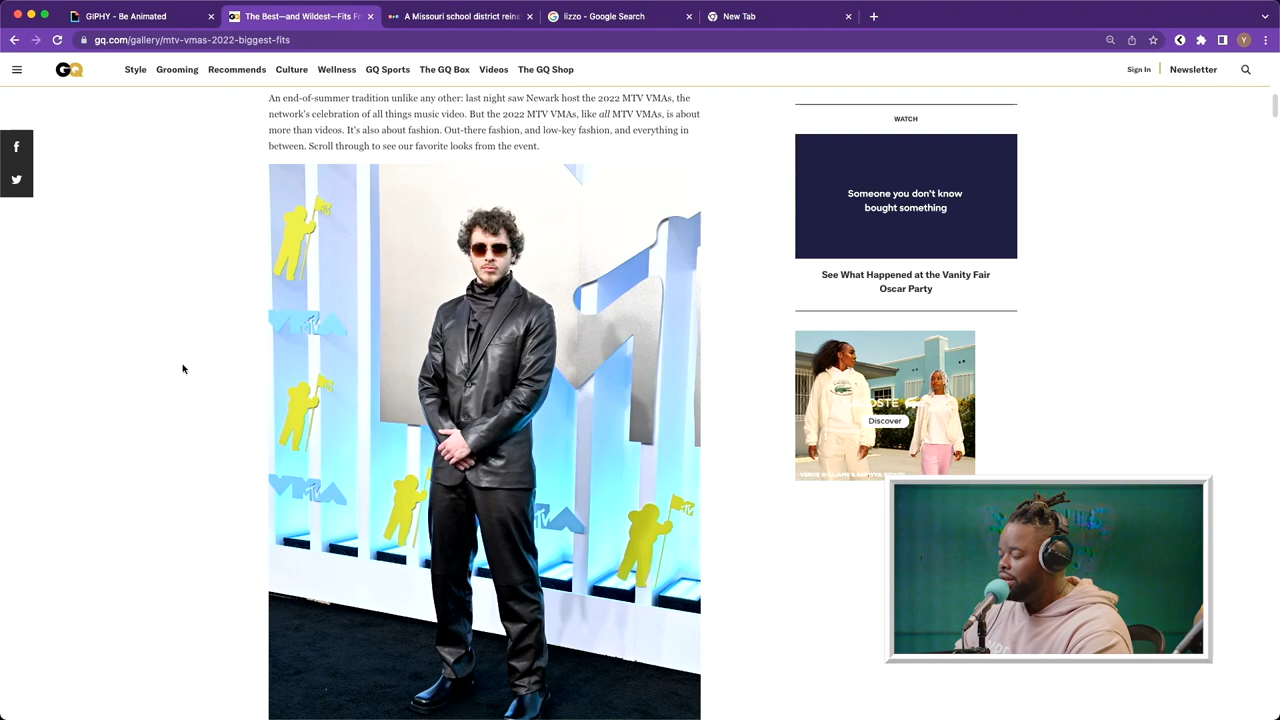 GIPHY - Be Animated
The Best—and Wildest—Fits Fr
A Missouri school district reins
lizzo - Google Search
New Tab
gq.com/gallery/mtv-vmas-2022-biggest-fits
Y
GQ
Style
Grooming
Recommends
Culture
Wellness
GQ Sports
The GQ Box
Videos
The GQ Shop
Sign In
Newsletter
An end-of-summer tradition unlike any other: last night saw Newark host the 2022 MTV VMAs, the
network's celebration of all things music video. But the 2022 MTV VMAs, like all MTV VMAs, is about
more than videos. It's also about fashion. Out-there fashion, and low-key fashion, and everything in
between. Scroll through to see our favorite looks from the event.
WATCH
Someone you don't know
bought something
See What Happened at the Vanity Fair
Oscar Party
Discover
VMA
MTV